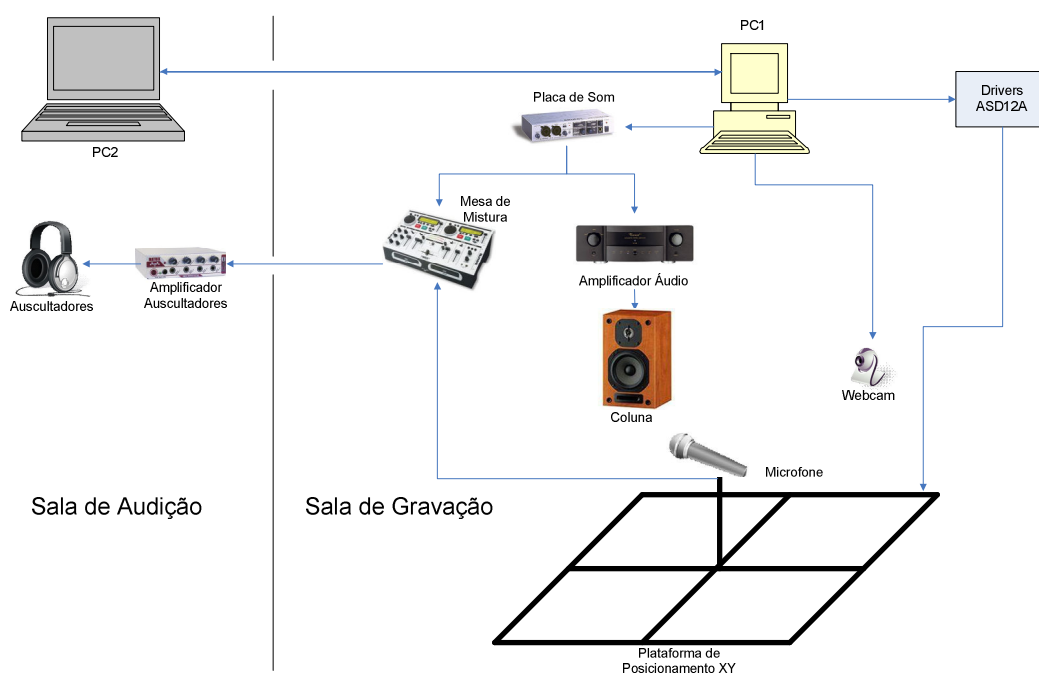 PC1
Placa de Som
Drivers
ASD12A
PC2
Mesa de
Mistura
Amplificador Áudio
Auscultadores
Amplificador
Auscultadores
Coluna
Webcam
Microfone
Sala de Audição
Sala de Gravação
Plataforma de
Posicionamento XY